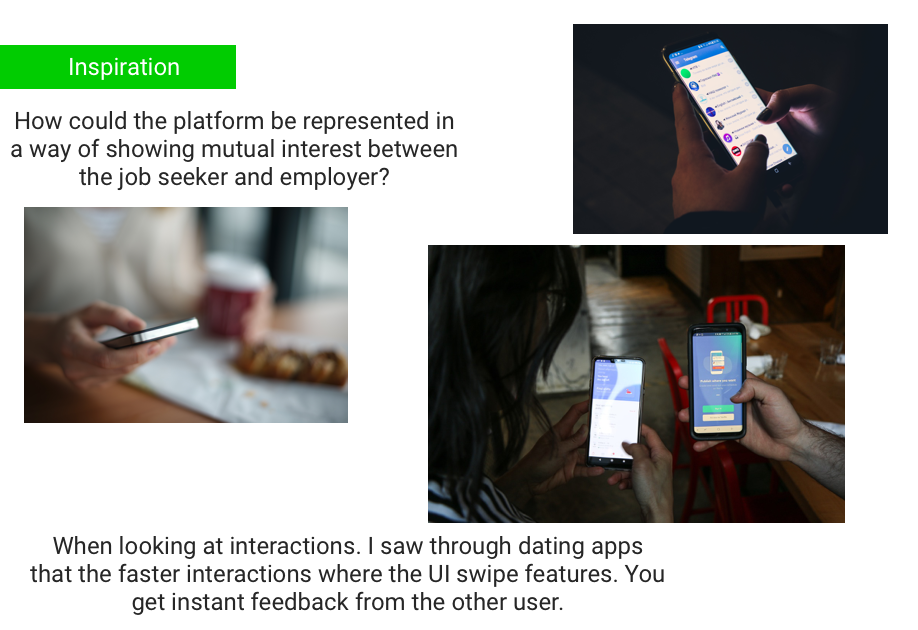 Inspiration
How could the platform be represented in
a way of showing mutual interest between
the job seeker and employer?
When looking at interactions. I saw through dating apps
that the faster interactions where the UI swipe features. You
get instant feedback from the other user.